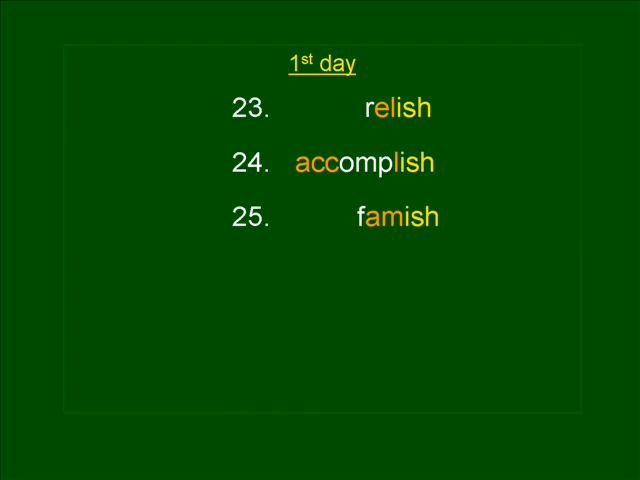 1st day
23. relish
24. accomplish
25. famish